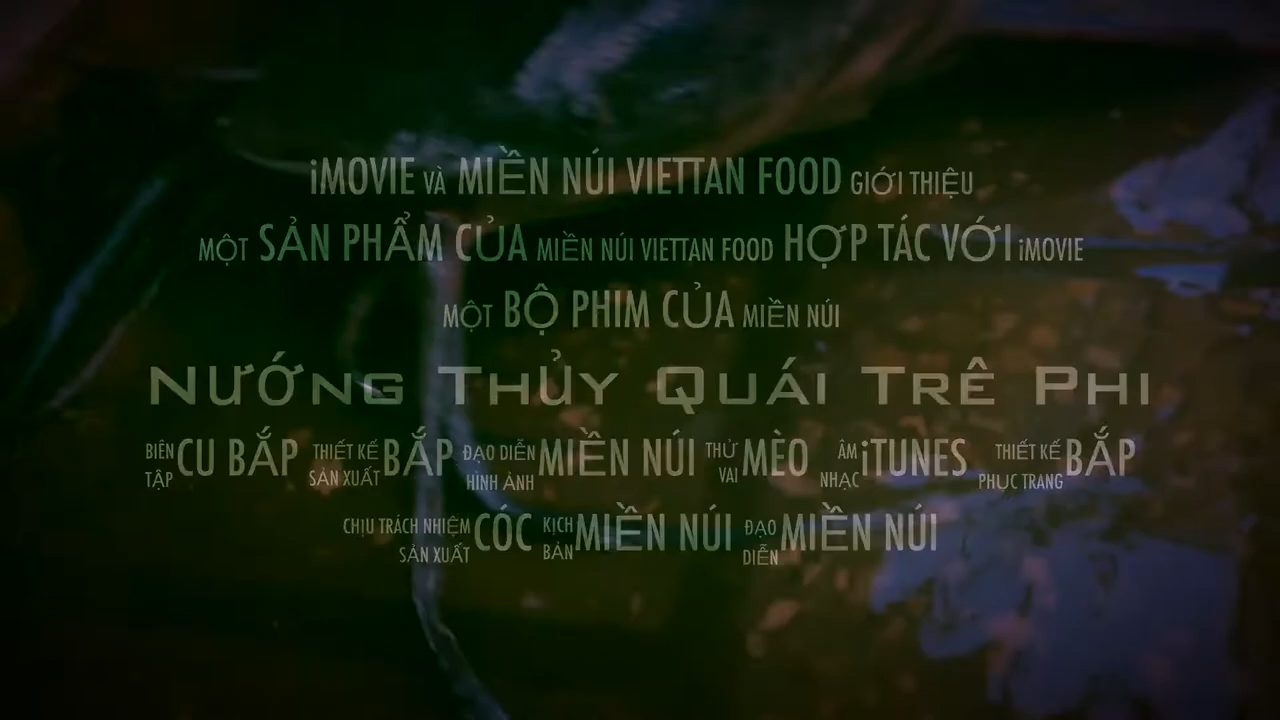 iMOVIE VÀ MIỀN NÚI VIETTAN FOOD GIỚI THIỆU
MỘT SẢN PHẨM CỦA MIỀN NÚI VIETTAN FOOD HỢP TÁC VỚI iMOVIE
MỘT BỘ PHIM CỦA MIỀN NÚI
NƯỚNG THỦY QUÁI TRÊ PHI
BIÊN TẬP CU BẮP THIẾT KẾ SẢN XUẤT BẮP ĐẠO DIỄN HÌNH ẢNH MIỀN NÚI THỬ VAI MÈO ÂM NHẠC iTUNES THIẾT KẾ PHỤC TRANG BẮP
CHỊU TRÁCH NHIỆM SẢN XUẤT CÓC KỊCH BẢN MIỀN NÚI ĐẠO DIỄN MIỀN NÚI